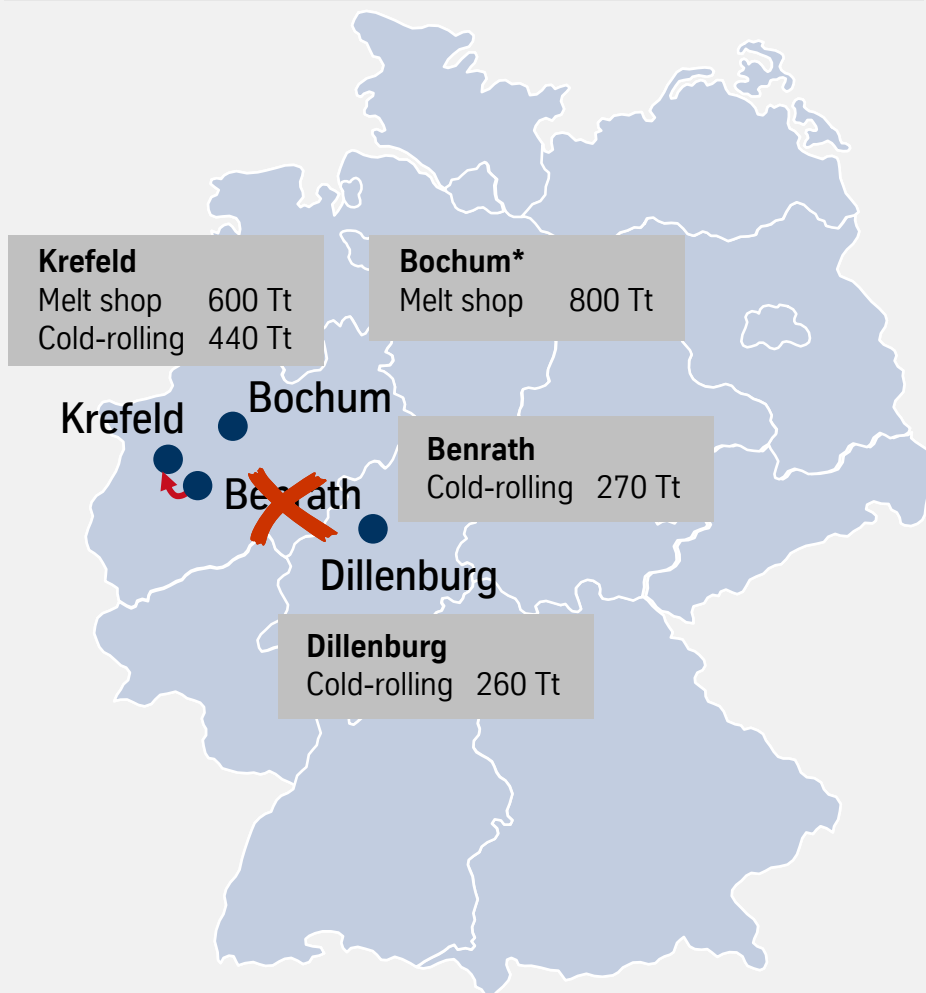 Krefeld
Melt shop 600 Tt
Cold-rolling 440 Tt
Bochum*
Melt shop 800 Tt
Bochum
Krefeld
Benrath
Cold-rolling 270 Tt
Benrath
Dillenburg
Dillenburg
Cold-rolling 260 Tt